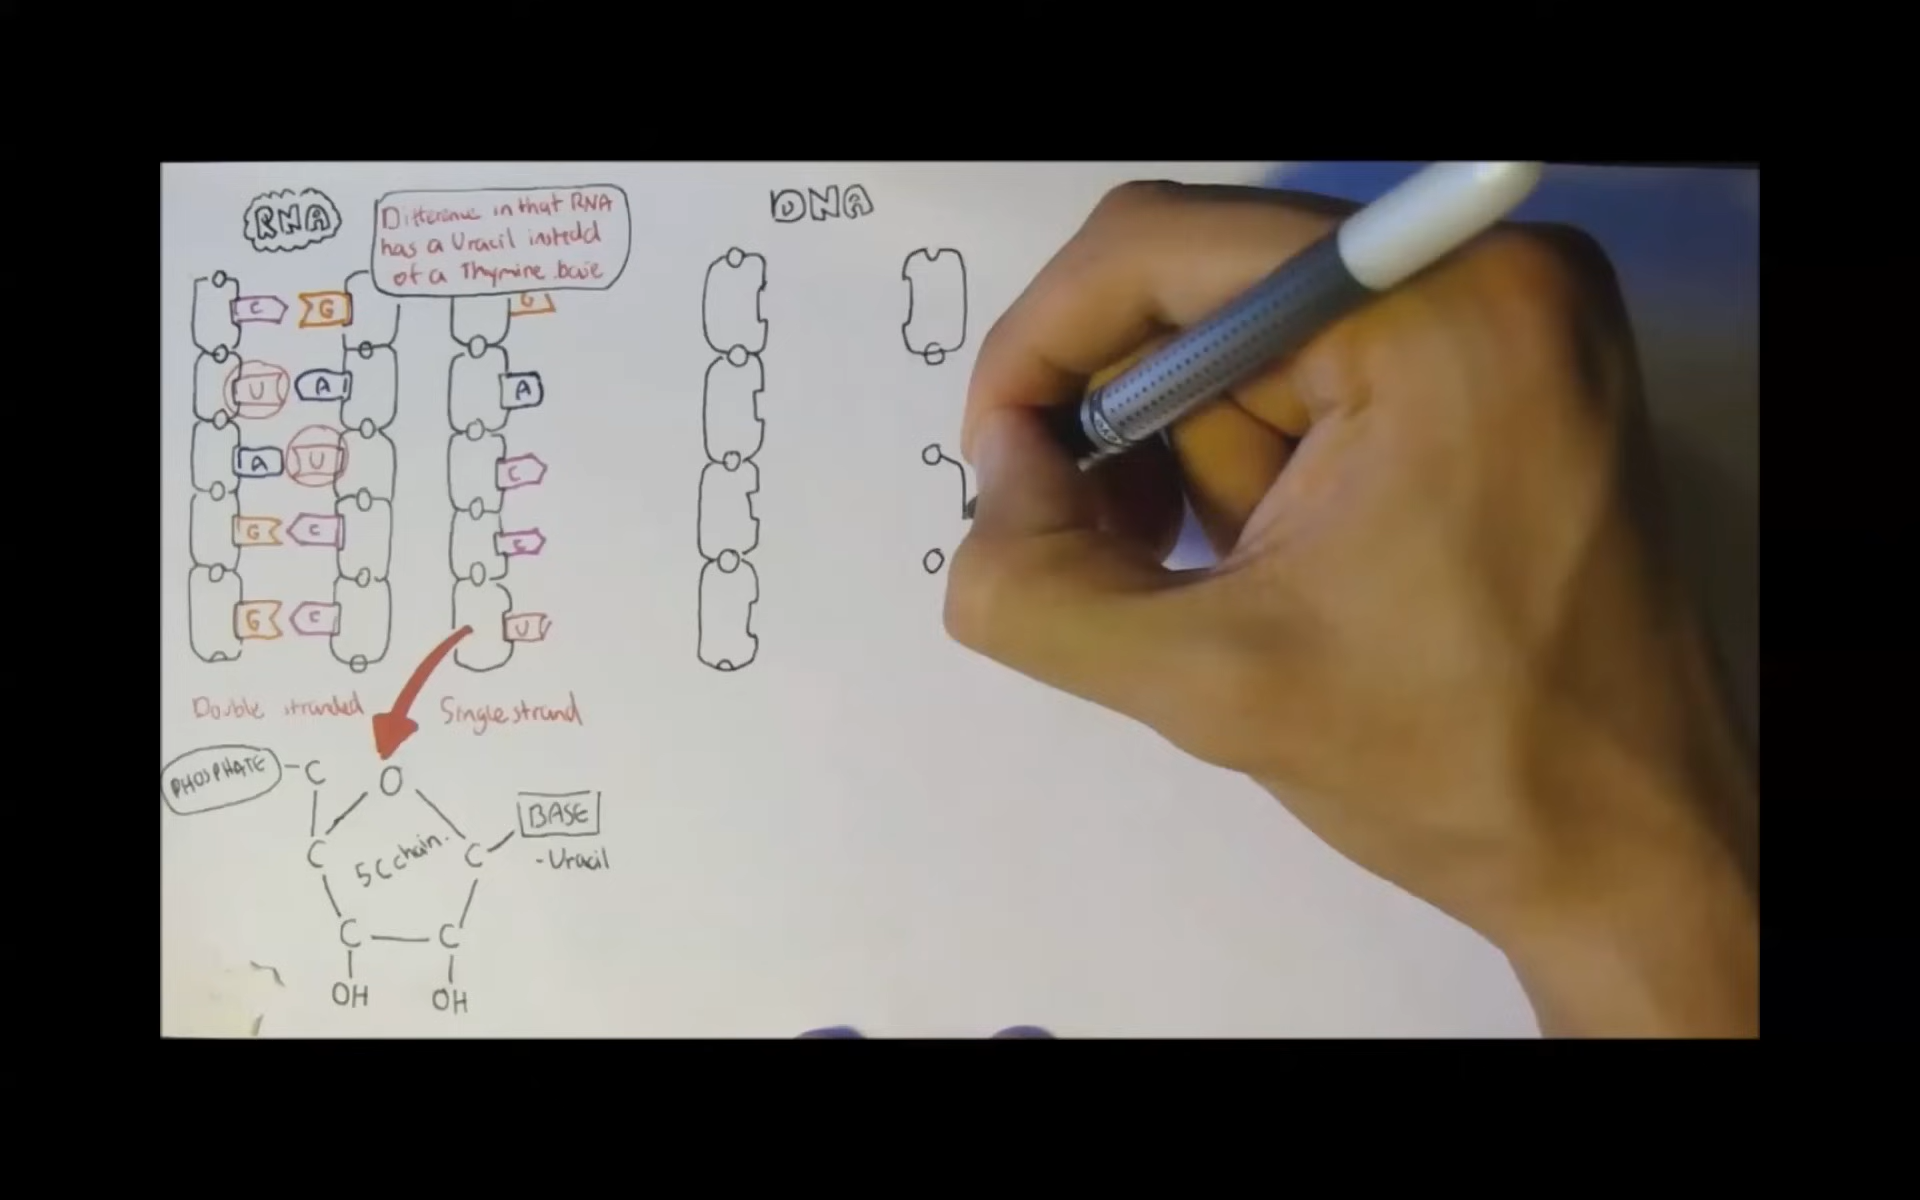 RNA
Difference in that RNA
has a Uracil instead
of a Thymine base
DNA
C G G
U A A
A U C
G C C
G C U
Double stranded
Single strand
PHOSPHATE - C O
BASE
C 5C chain. C - Uracil
C C
OH OH